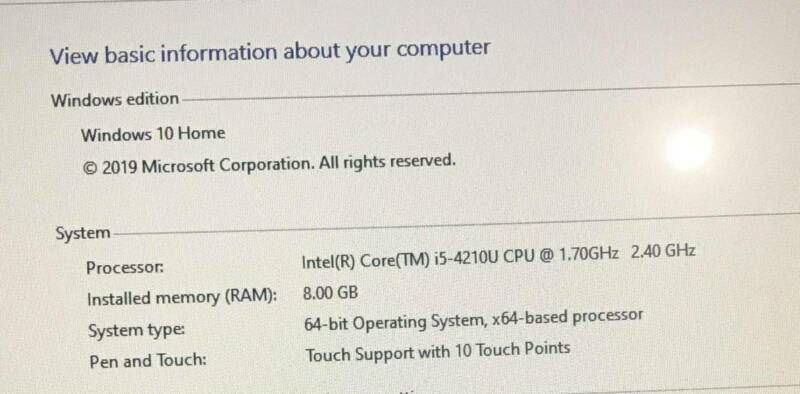 View basic information about your computer
Windows edition
Windows 10 Home
© 2019 Microsoft Corporation. All rights reserved.
System
Processor: Intel(R) Core(TM) i5-4210U CPU @ 1.70GHz 2.40 GHz
Installed memory (RAM): 8.00 GB
System type: 64-bit Operating System, x64-based processor
Pen and Touch: Touch Support with 10 Touch Points